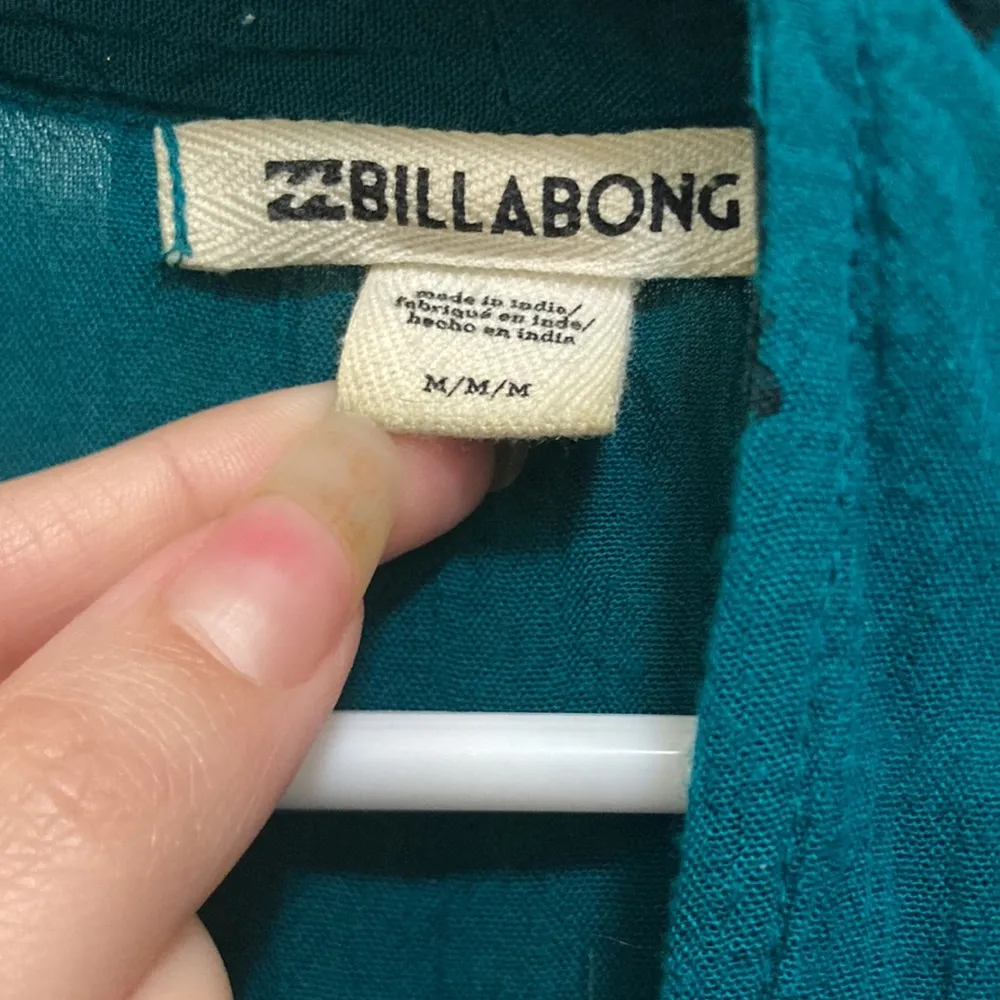 BILLABONG
made in india/
fabriqué en inde/
hecho en india
M/M/M